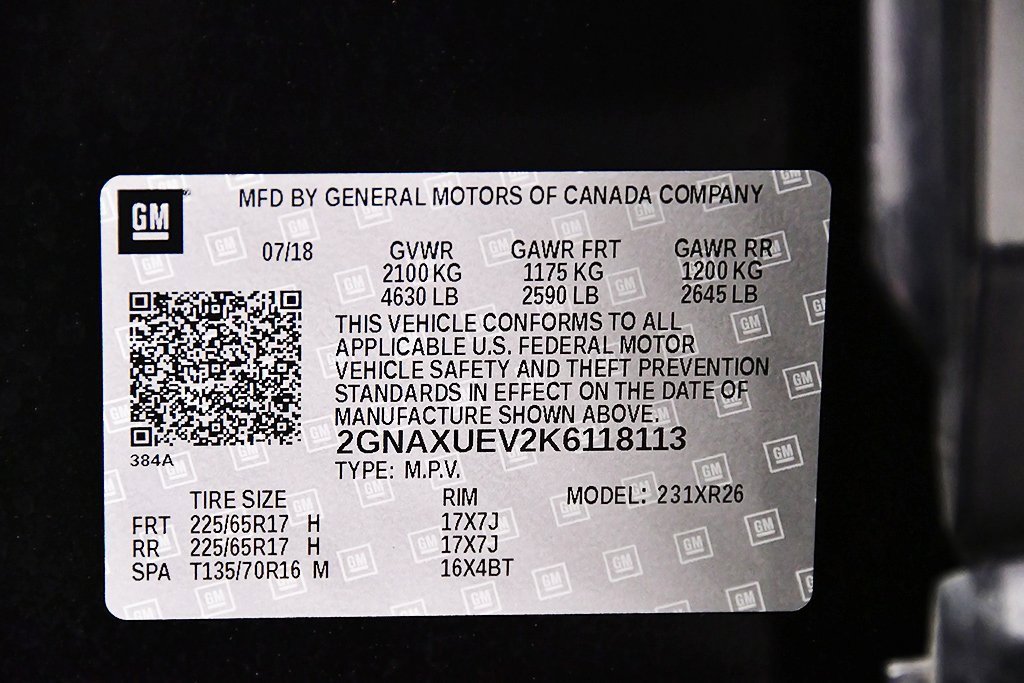 GM
MFD BY GENERAL MOTORS OF CANADA COMPANY
07/18 GVWR GAWR FRT GAWR RR
2100 KG 1175 KG 1200 KG
4630 LB 2590 LB 2645 LB
THIS VEHICLE CONFORMS TO ALL
APPLICABLE U.S. FEDERAL MOTOR
VEHICLE SAFETY AND THEFT PREVENTION
STANDARDS IN EFFECT ON THE DATE OF
MANUFACTURE SHOWN ABOVE.
2GNAXUEV2K6118113
384A
TYPE: M.P.V.
TIRE SIZE RIM MODEL: 231XR26
FRT 225/65R17 H 17X7J
RR 225/65R17 H 17X7J
SPA T135/70R16 M 16X4BT